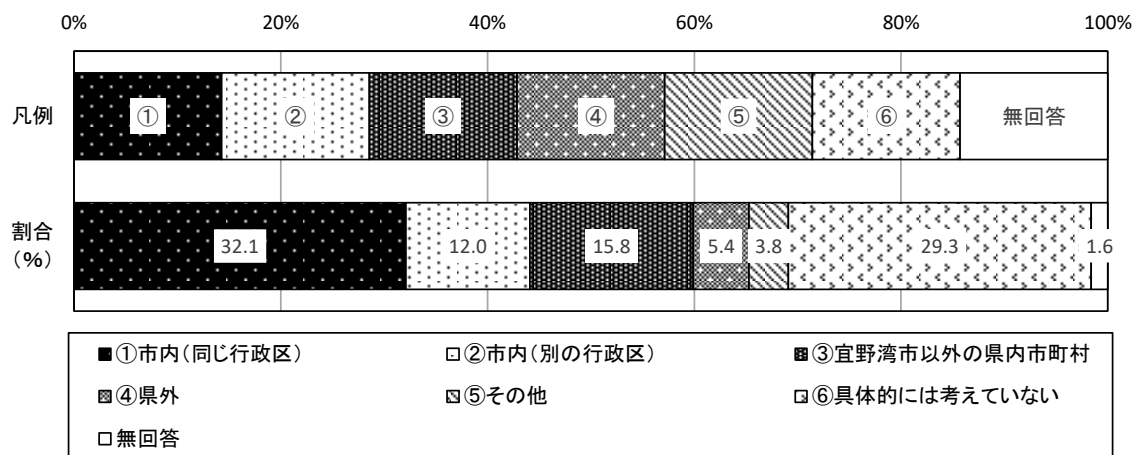 0% 20% 40% 60% 80% 100%
凡例 ① ② ③ ④ ⑤ ⑥ 無回答
割合
(%)
32.1 12.0 15.8 5.4 3.8 29.3 1.6
①市内(同じ行政区) ②市内(別の行政区) ③宜野湾市以外の県内市町村
④県外 ⑤その他 ⑥具体的には考えていない
無回答